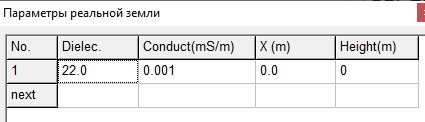 Параметры реальной земли
No. Dielec. Conduct(mS/m) X (m) Height(m)
1 22.0 0.001 0.0 0
next